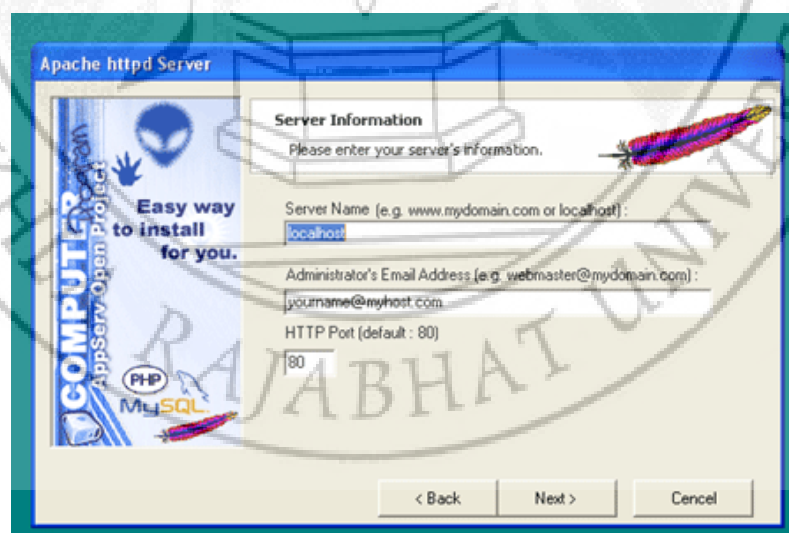 Apache httpd Server
Server Information
Please enter your server's information.
COMPUTER
AppServ Open Project
Easy way
to install
for you.
PHP
MySQL
Server Name (e.g. www.mydomain.com or localhost) :
localhost
Administrator's Email Address (e.g. webmaster@mydomain.com) :
yourname@myhost.com
HTTP Port (default : 80)
80
< Back
Next >
Cencel
RAJABHAT